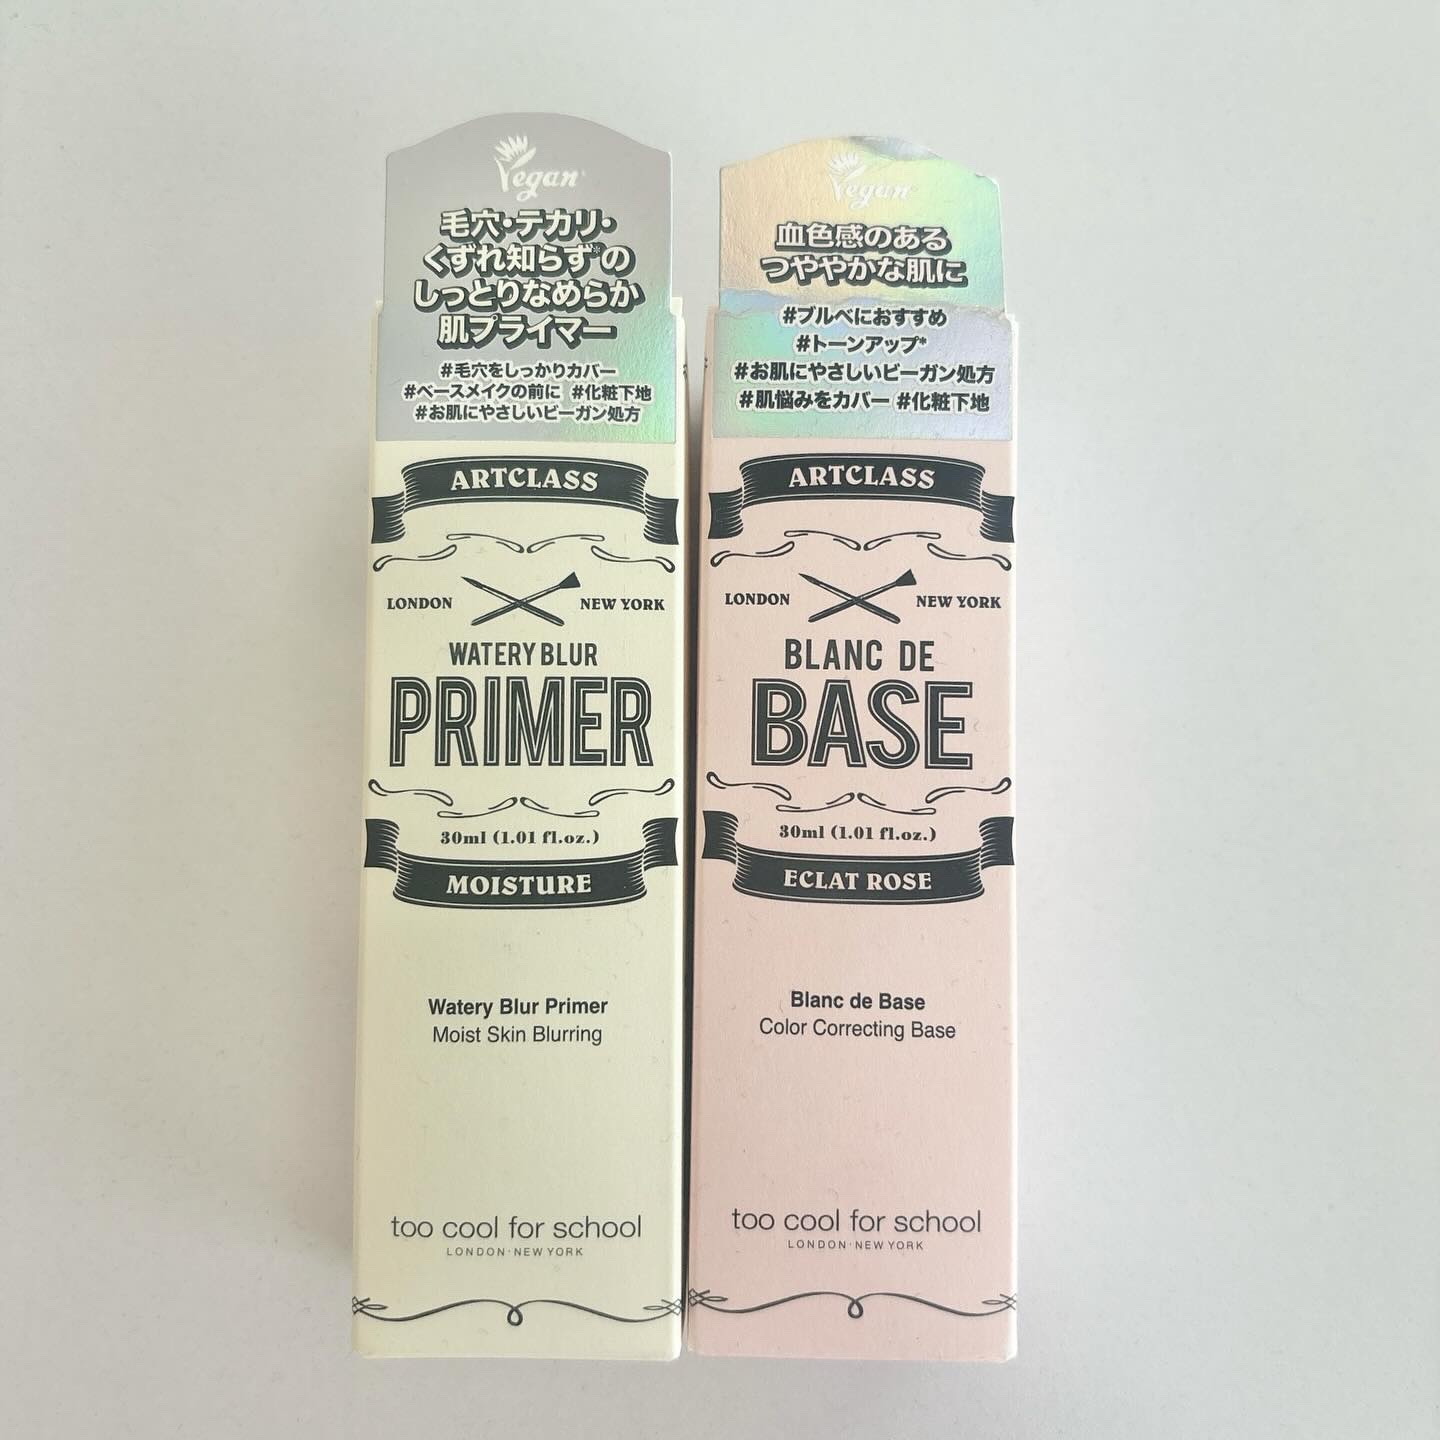 Vegan
毛穴・テカリ・
くずれ知らず*の
しっとりなめらか
肌プライマー
#毛穴をしっかりカバー
#ベースメイクの前に #化粧下地
#お肌にやさしいビーガン処方
ARTCLASS
LONDON NEW YORK
WATERY BLUR
PRIMER
30ml (1.01 fl.oz.)
MOISTURE
Watery Blur Primer
Moist Skin Blurring
too cool for school
LONDON·NEW YORK
Vegan
血色感のある
つややかな肌に
#ブルベにおすすめ
#トーンアップ*
#お肌にやさしいビーガン処方
#肌悩みをカバー #化粧下地
ARTCLASS
LONDON NEW YORK
BLANC DE
BASE
30ml (1.01 fl.oz.)
ECLAT ROSE
Blanc de Base
Color Correcting Base
too cool for school
LONDON·NEW YORK